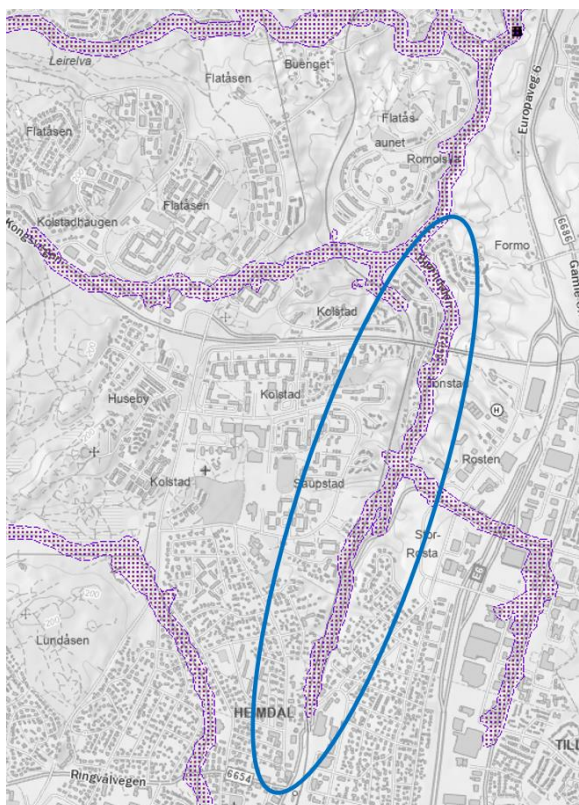 Leirelva
Buenget
Flatåsen
Europaveg 6
Flatås
aunet
Flatåsen
Romolslia
Kolstadhaugen
Flatåsen
Formo
6686
Kolstad
Kolstad
Huseby
Tonstad
H
Rosten
Kolstad
Saupstad
Stor-
Rosta
E6
200
200
Lundåsen
HEIMDAL
TILL
Ringvålvegen
6654